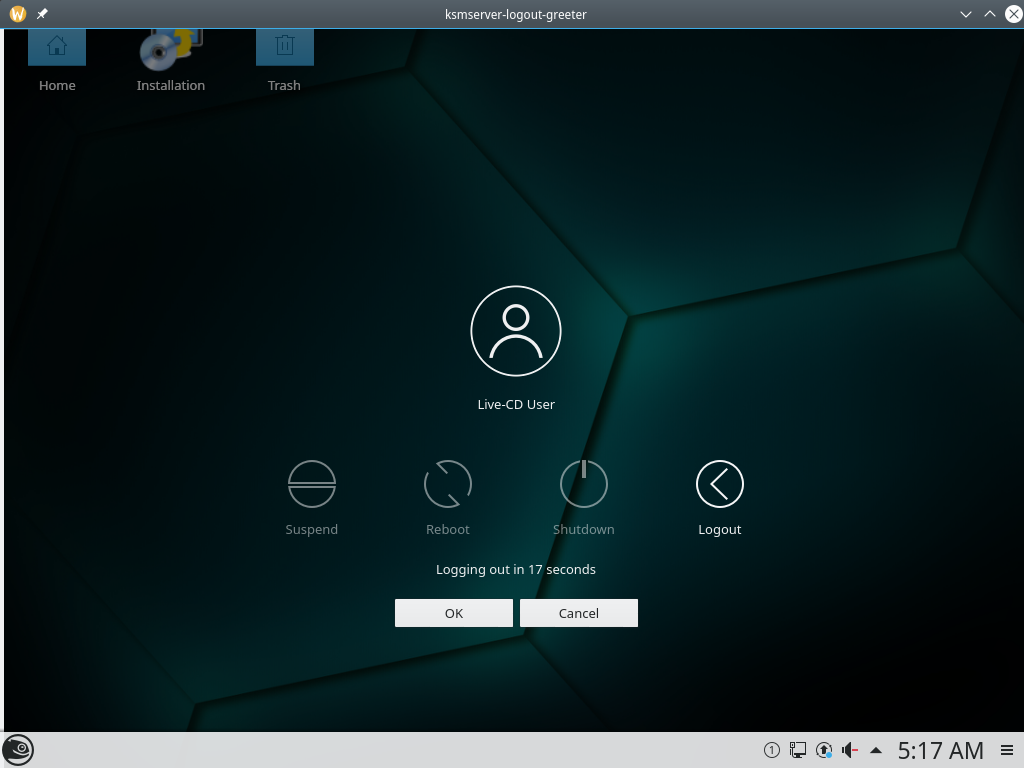 ksmserver-logout-greeter
Home Installation Trash
Live-CD User
Suspend Reboot Shutdown Logout
Logging out in 17 seconds
OK Cancel
1 5:17 AM